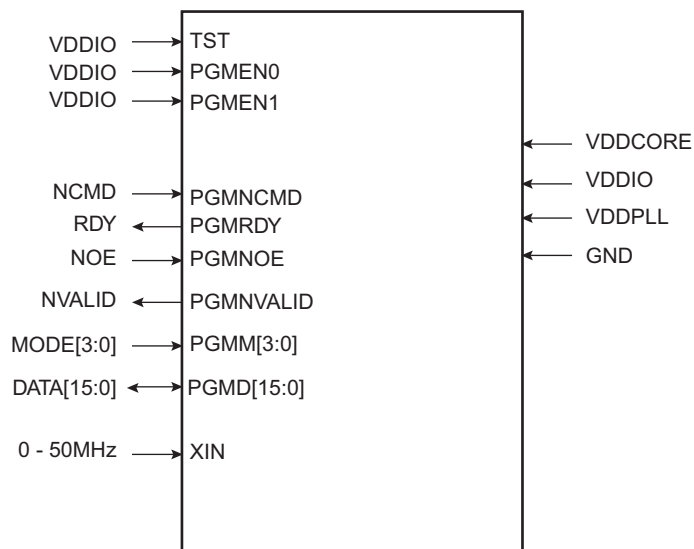 VDDIO TST
VDDIO PGMEN0
VDDIO PGMEN1
VDDCORE
VDDIO
NCMD PGMNCMD
VDDPLL
RDY PGMRDY
NOE PGMNOE
GND
NVALID PGMNVALID
MODE[3:0] PGMM[3:0]
DATA[15:0] PGMD[15:0]
0 - 50MHz XIN